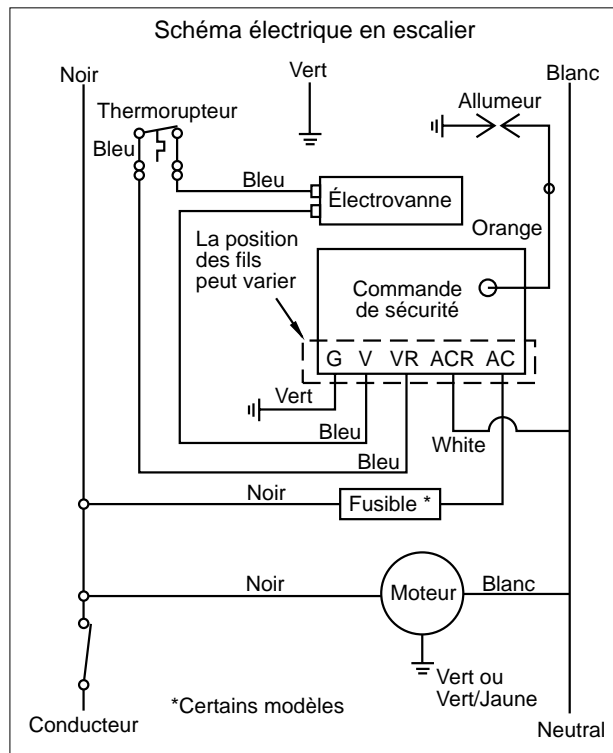 Schéma électrique en escalier
Noir
Vert
Blanc
Thermorupteur
Allumeur
Bleu
Bleu
Électrovanne
Orange
La position
des fils
peut varier
Commande
de sécurité
G V VR ACR AC
Vert
Bleu
White
Bleu
Noir
Fusible *
Noir
Moteur
Blanc
Vert ou
Vert/Jaune
*Certains modèles
Conducteur
Neutral